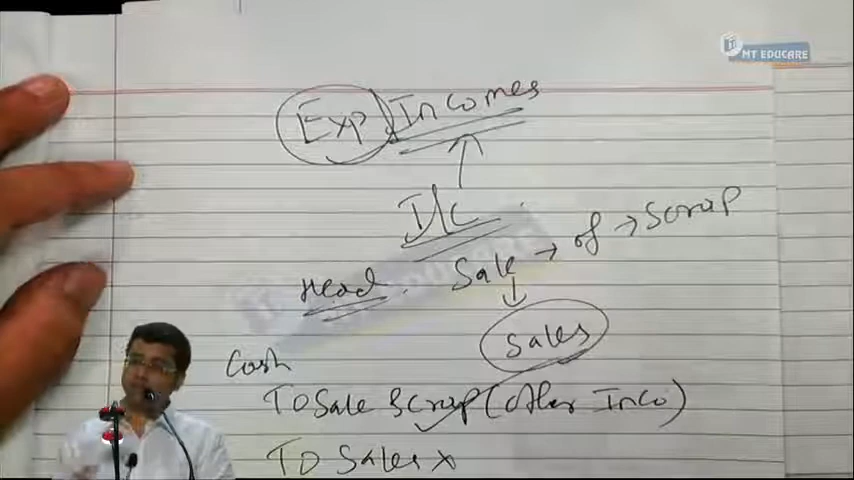 MT EDUCARE
Exp Incomes
I/c
Head. Sale → of → Scrap
Sales
Cash
To Sale Scrap (Other Inco)
To Sales x